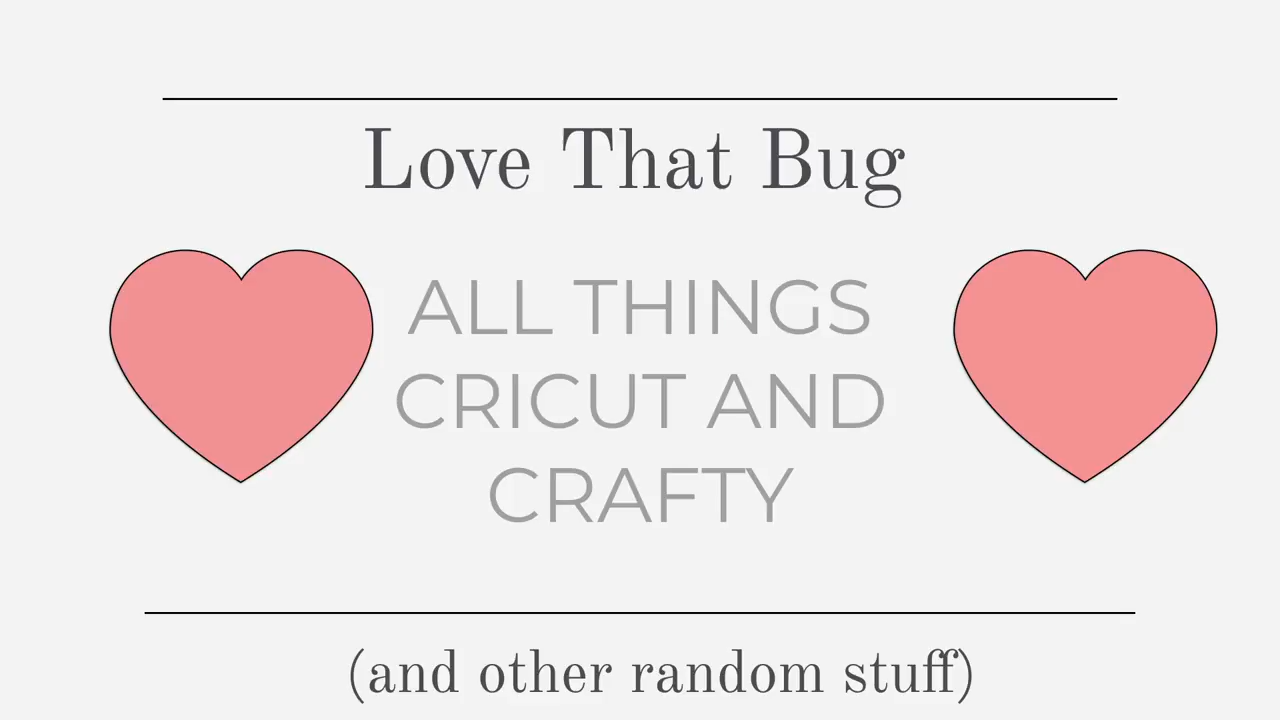 Love That Bug
ALL THINGS
CRICUT AND
CRAFTY
(and other random stuff)